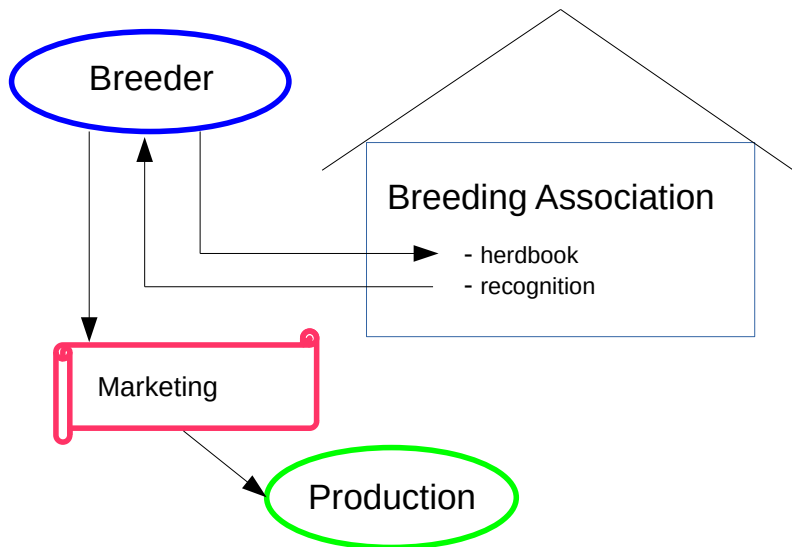 Breeder
Breeding Association
- herdbook
- recognition
Marketing
Production